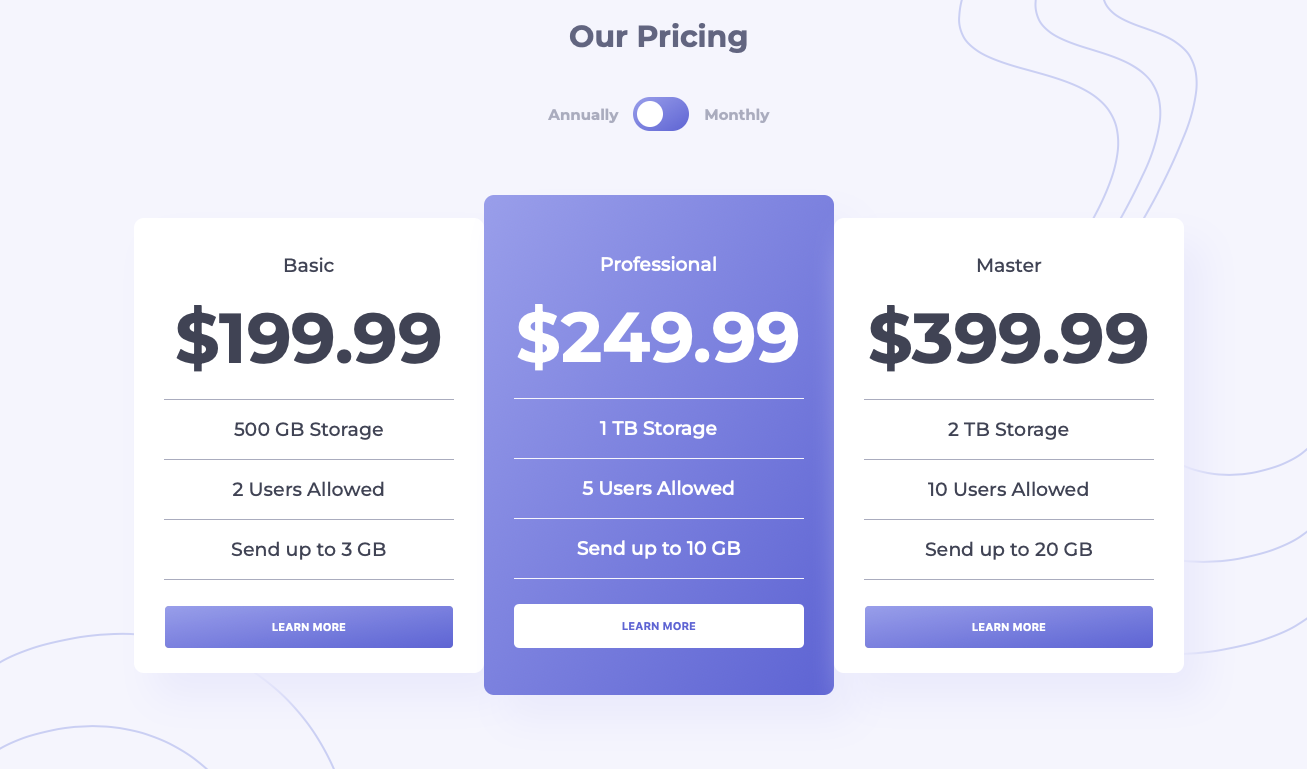 Our Pricing
Annually Monthly
Basic
$199.99
500 GB Storage
2 Users Allowed
Send up to 3 GB
LEARN MORE
Professional
$249.99
1 TB Storage
5 Users Allowed
Send up to 10 GB
LEARN MORE
Master
$399.99
2 TB Storage
10 Users Allowed
Send up to 20 GB
LEARN MORE